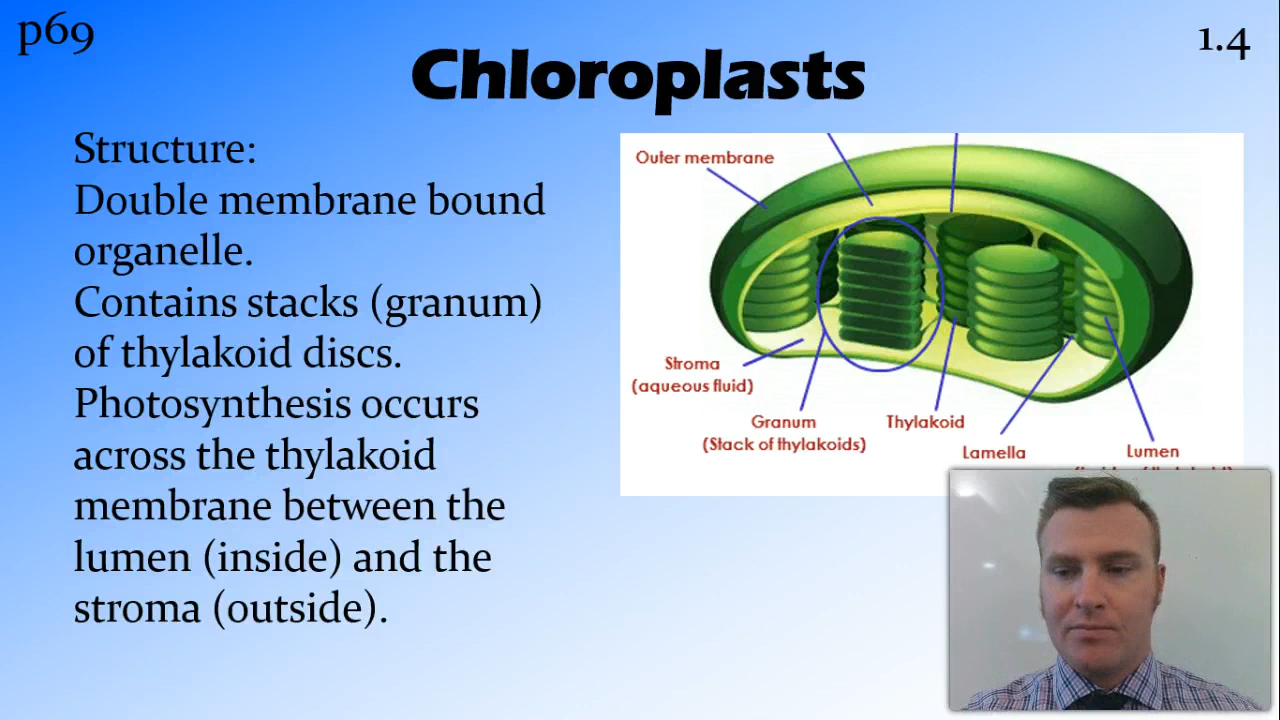 p69
1.4
Chloroplasts
Structure:
Double membrane bound
organelle.
Contains stacks (granum)
of thylakoid discs.
Photosynthesis occurs
across the thylakoid
membrane between the
lumen (inside) and the
stroma (outside).
Outer membrane
Stroma
(aqueous fluid)
Granum
(Stack of thylakoids)
Thylakoid
Lamella
Lumen